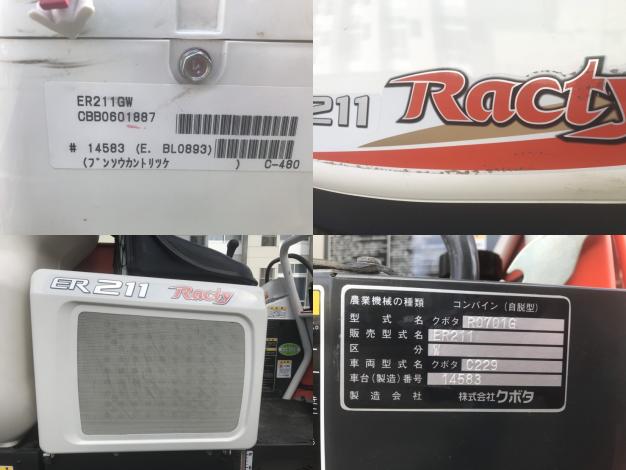 ER211GW
CBB0601887
# 14583 (E. BL0893)
(ﾌﾞﾝｿｳｶﾝﾄﾘﾂｹ ) C-480
211 Racty
ER211 Racty
農業機械の種類 コンバイン(自脱型)
型式名 クボタ RO701G
販売型式名 ER211
区分 W
車両型式名 クボタ C229
車台(製造)番号 14583
製造会社 株式会社クボタ